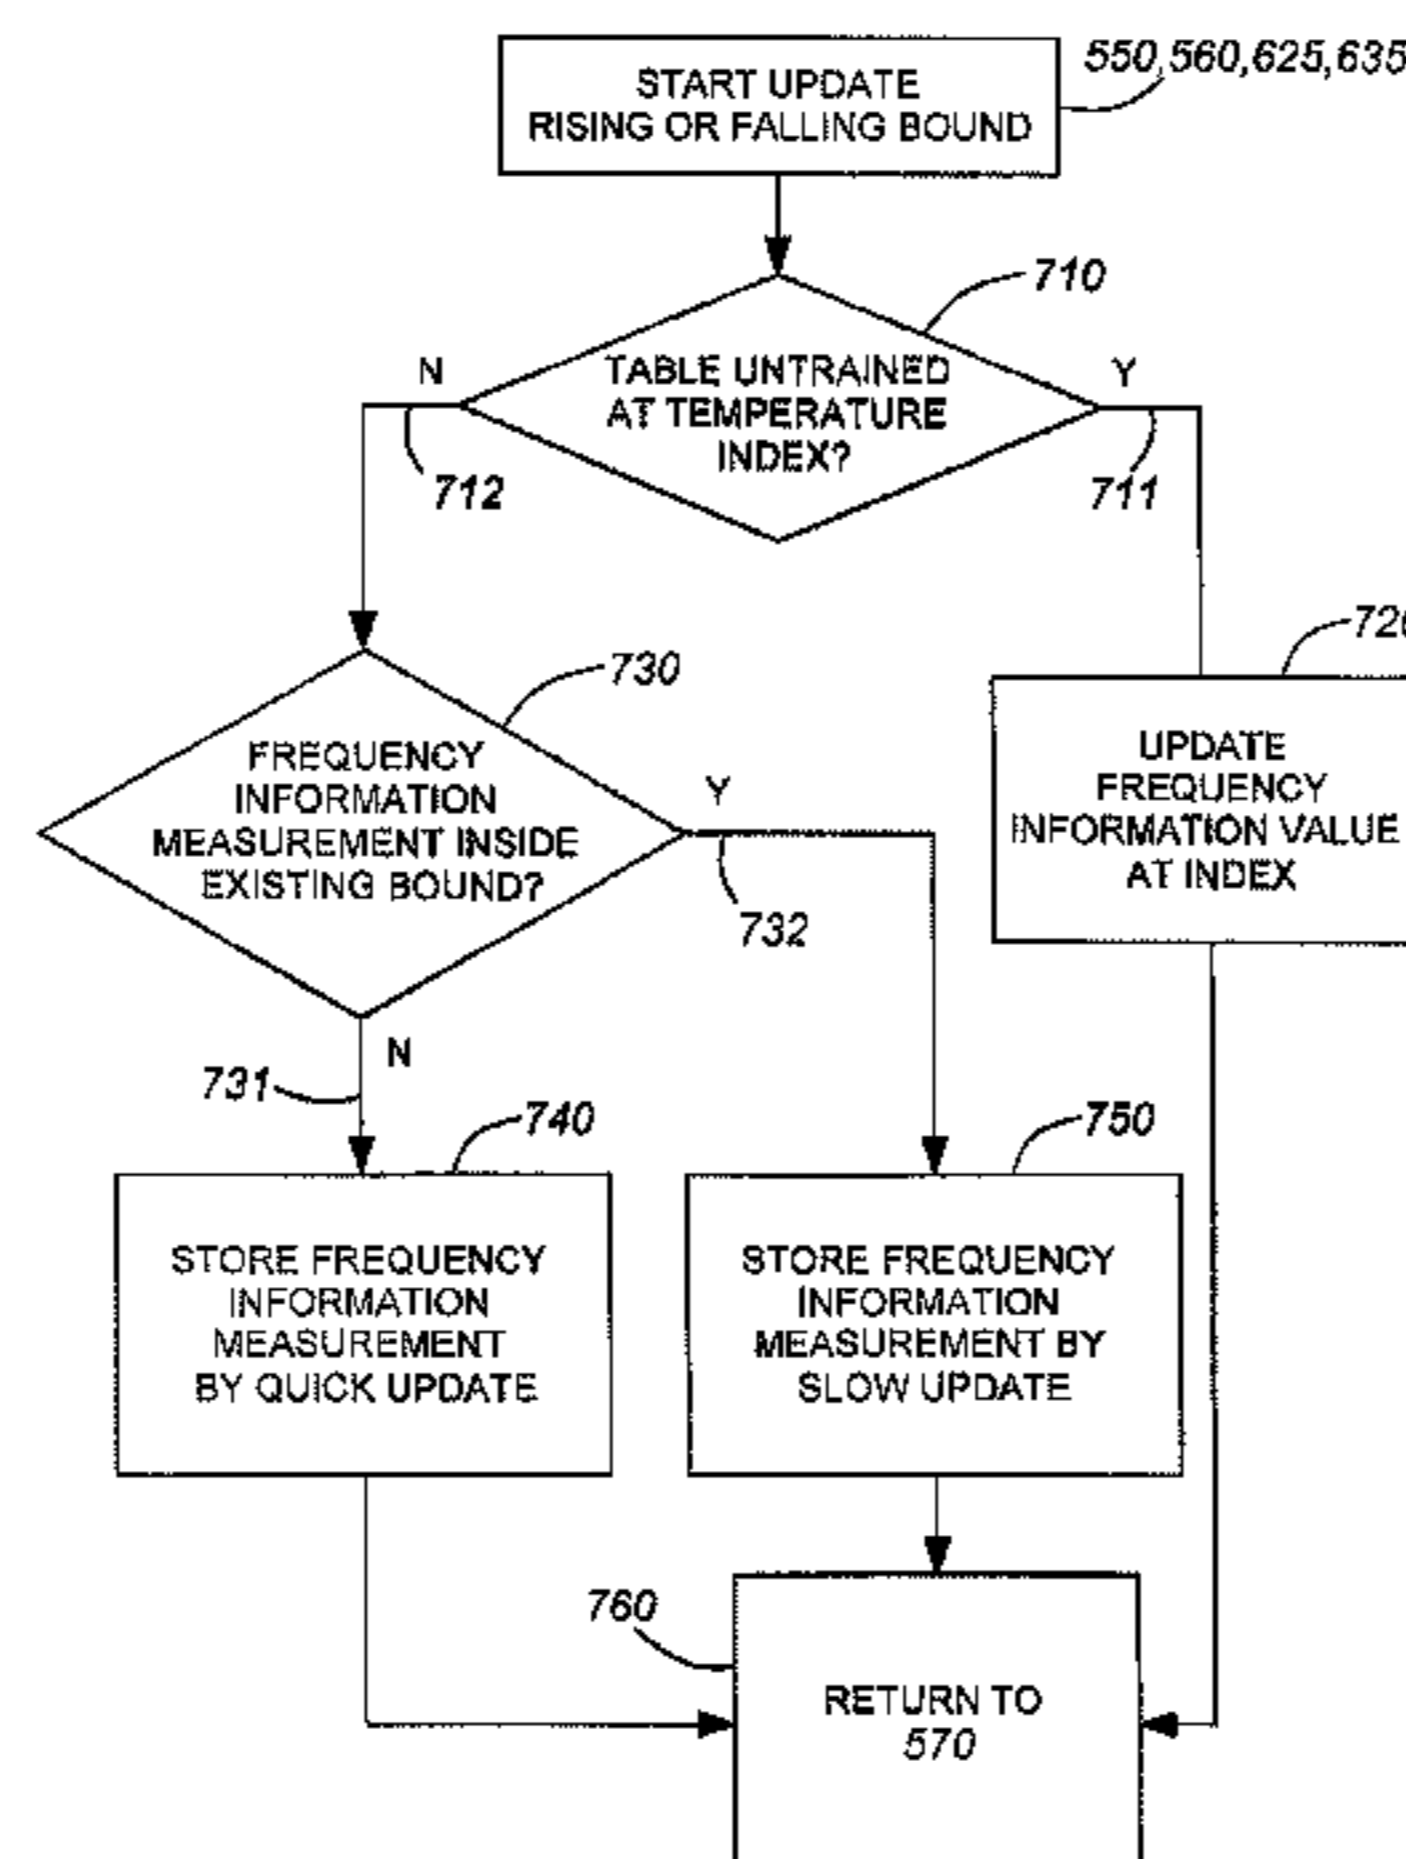 START UPDATE
RISING OR FALLING BOUND
550,560,625,635
710
N
TABLE UNTRAINED
AT TEMPERATURE
INDEX?
Y
712
711
730
FREQUENCY
INFORMATION
MEASUREMENT INSIDE
EXISTING BOUND?
Y
732
UPDATE
FREQUENCY
INFORMATION VALUE
AT INDEX
N
731
740
750
STORE FREQUENCY
INFORMATION
MEASUREMENT
BY QUICK UPDATE
STORE FREQUENCY
INFORMATION
MEASUREMENT BY
SLOW UPDATE
760
RETURN TO
570